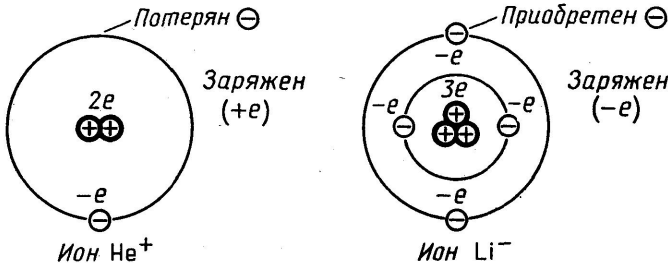 Потерян ⊖
Заряжен
(+e)
2e
++
−e
⊖
Ион He⁺
Приобретен ⊖
⊖
−e
Заряжен
(−e)
−e
3e
−e
⊖
+
++
⊖
−e
⊖
Ион Li⁻